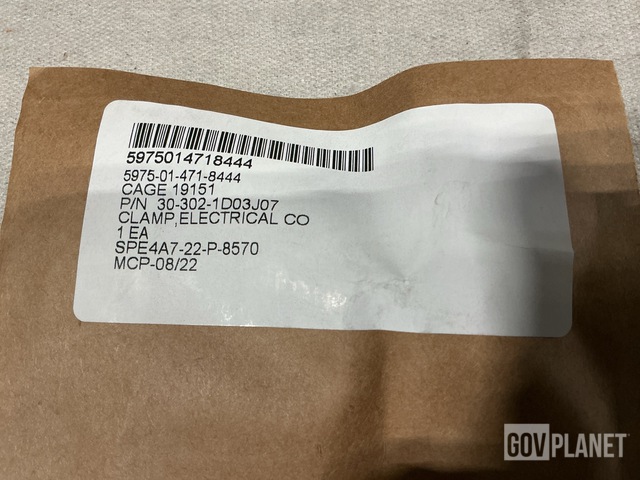 5975014718444
5975-01-471-8444
CAGE 19151
P/N 30-302-1D03J07
CLAMP,ELECTRICAL CO
1 EA
SPE4A7-22-P-8570
MCP-08/22
GOVPLANET